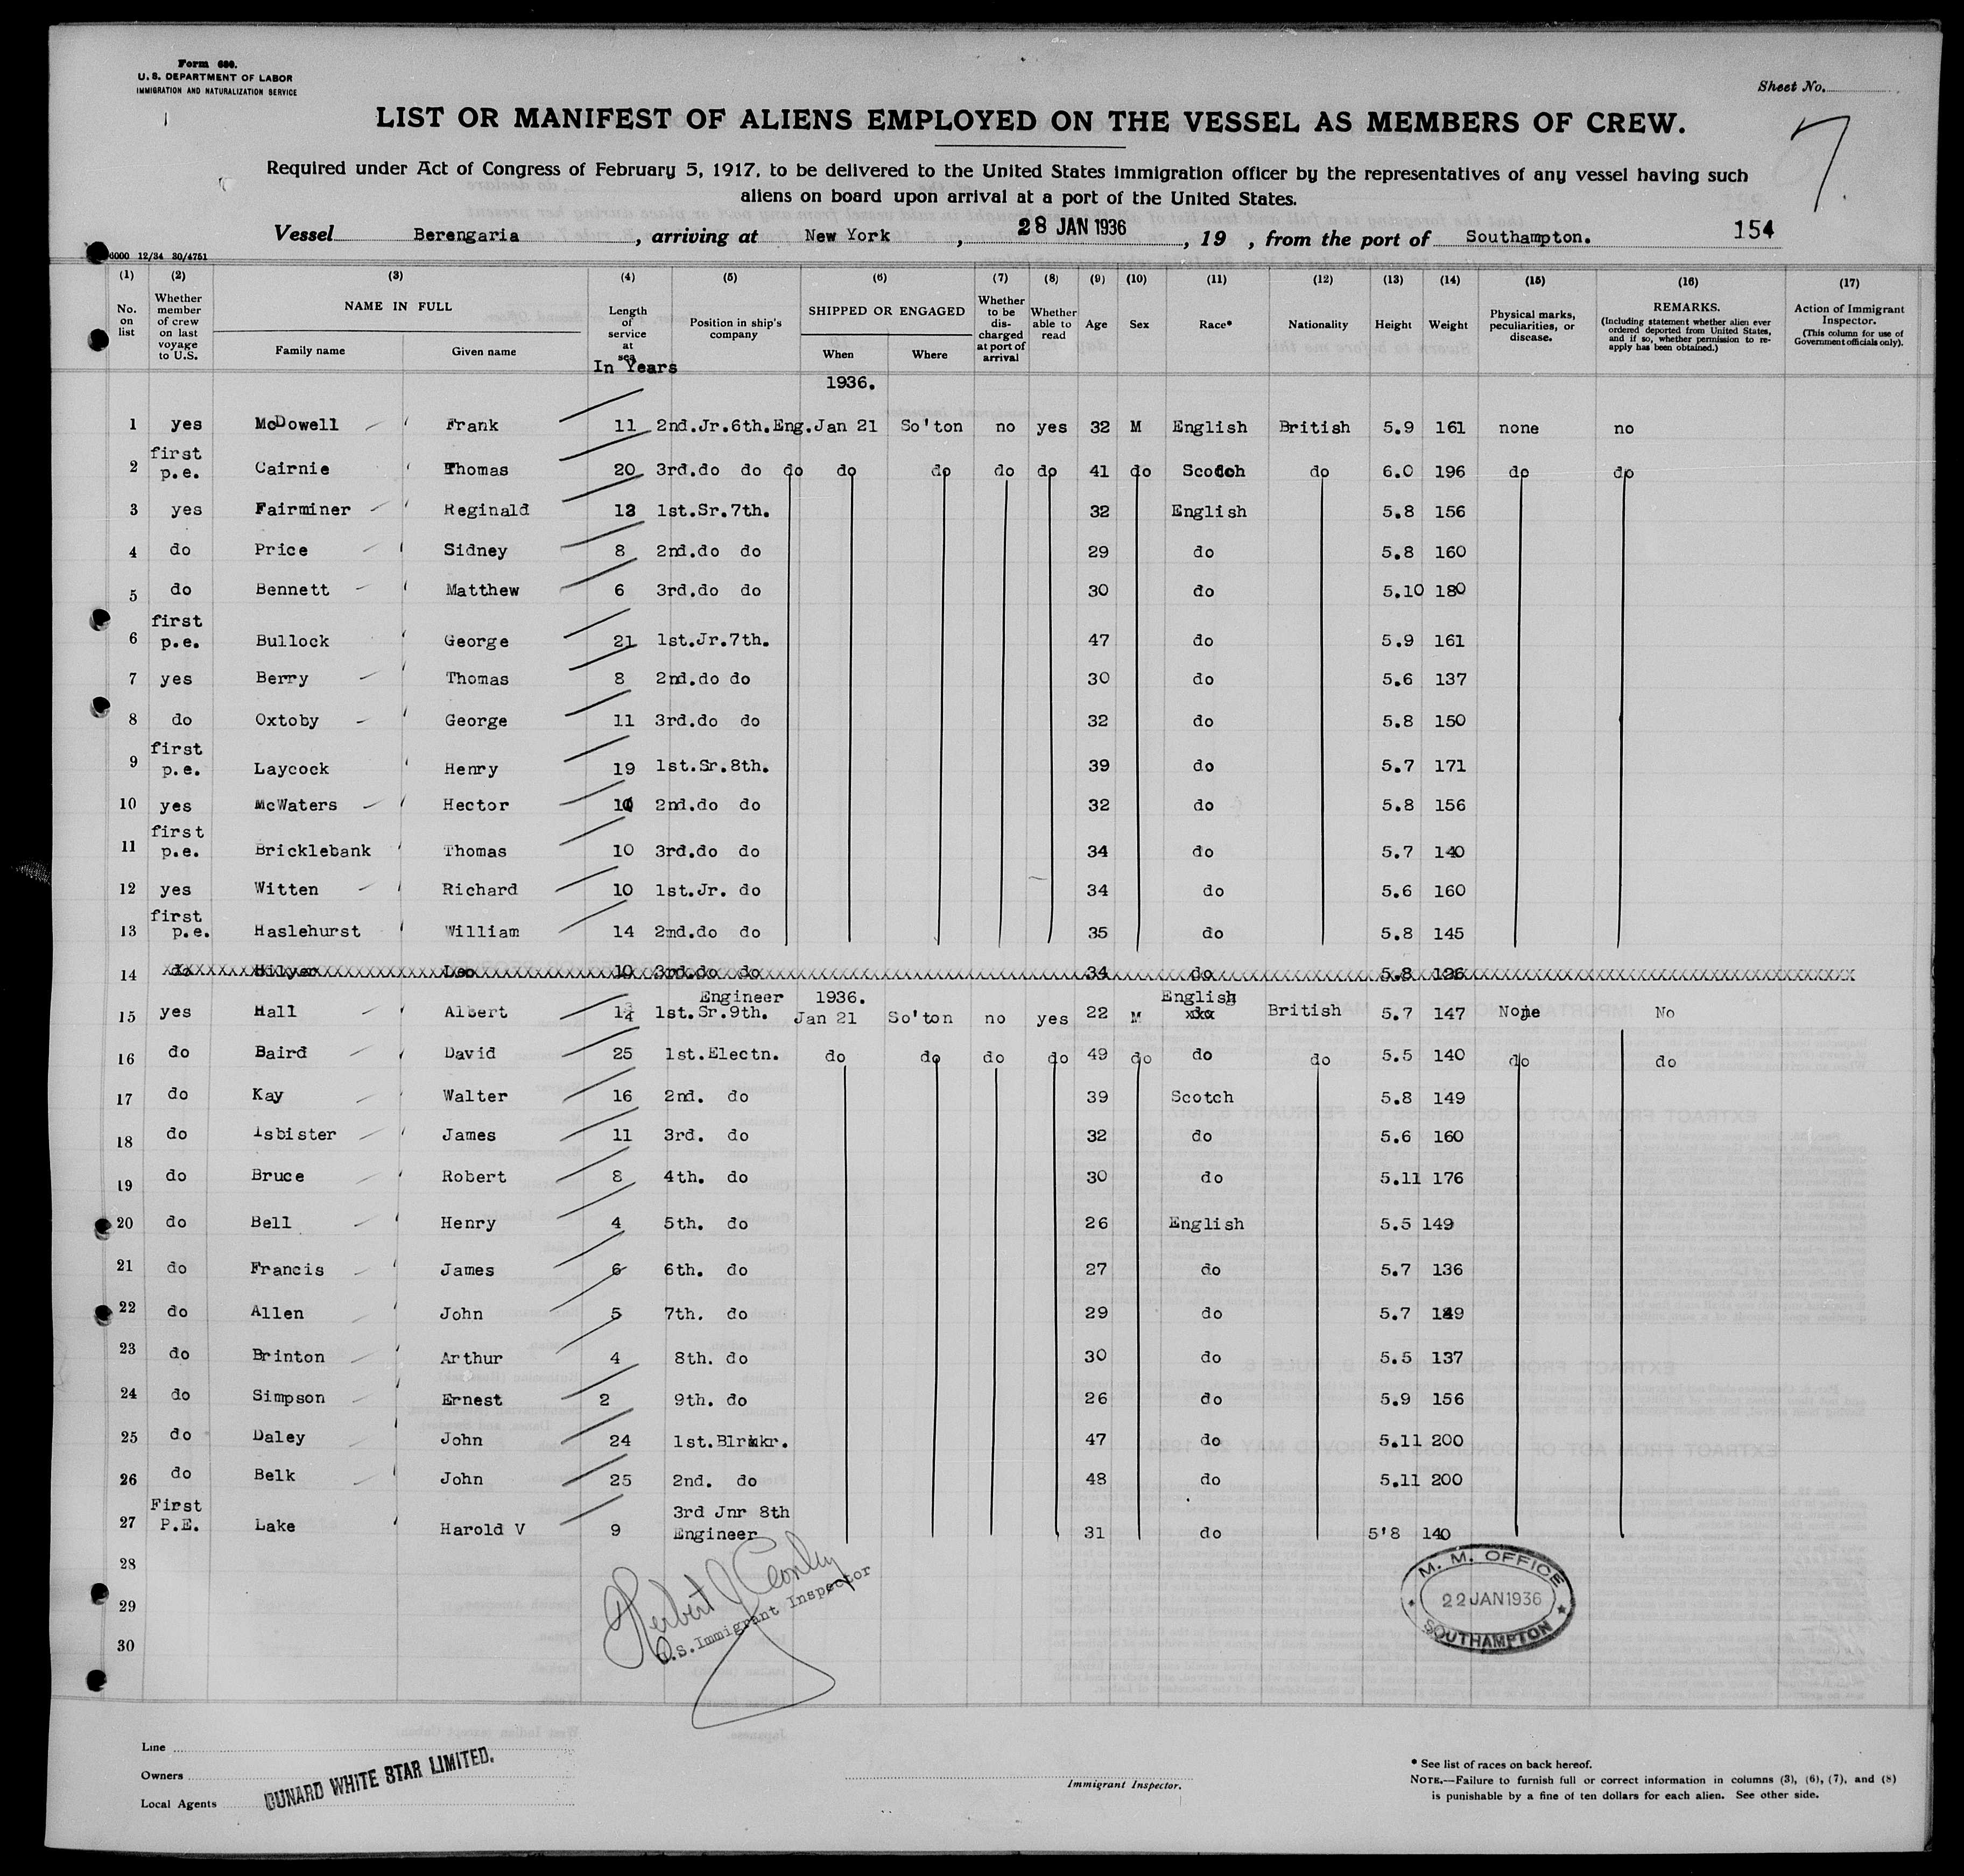 Form 680.
U. S. DEPARTMENT OF LABOR
IMMIGRATION AND NATURALIZATION SERVICE
Sheet No.
7.
LIST OR MANIFEST OF ALIENS EMPLOYED ON THE VESSEL AS MEMBERS OF CREW.
Required under Act of Congress of February 5, 1917, to be delivered to the United States immigration officer by the representatives of any vessel having such
aliens on board upon arrival at a port of the United States.
Vessel Berengaria, arriving at New York, 28 JAN 1936, 19 , from the port of Southampton. 154
(1) (2) (3) (4) (5) (6) (7) (8) (9) (10) (11) (12) (13) (14) (15) (16) (17)
No. on list
Whether member of crew on last voyage to U.S.
NAME IN FULL
Family name
Given name
Length of service at sea
In Years
Position in ship's company
SHIPPED OR ENGAGED
When
Where
Whether to be discharged at port of arrival
Whether able to read
Age
Sex
Race*
Nationality
Height
Weight
Physical marks, peculiarities, or disease.
REMARKS.
(Including statement whether alien ever ordered deported from United States, and if so, whether permission to reapply has been obtained.)
Action of Immigrant Inspector.
(This column for use of Government officials only).
1936.
1 yes McDowell Frank 11 2nd.Jr.6th.Eng. Jan 21 So'ton no yes 32 M English British 5.9 161 none no
2 first p.e. Cairnie Thomas 20 3rd.do do do do do do do 41 do Scotch do 6.0 196 do do
3 yes Fairminer Reginald 12 1st.Sr.7th. 32 English 5.8 156
4 do Price Sidney 8 2nd.do do 29 do 5.8 160
5 do Bennett Matthew 6 3rd.do do 30 do 5.10 180
6 first p.e. Bullock George 21 1st.Jr.7th. 47 do 5.9 161
7 yes Berry Thomas 8 2nd.do do 30 do 5.6 137
8 do Oxtoby George 11 3rd.do do 32 do 5.8 150
9 first p.e. Laycock Henry 19 1st.Sr.8th. 39 do 5.7 171
10 yes McWaters Hector 10 2nd.do do 32 do 5.8 156
11 first p.e. Bricklebank Thomas 10 3rd.do do 34 do 5.7 140
12 yes Witten Richard 10 1st.Jr. do 34 do 5.6 160
13 first p.e. Haslehurst William 14 2nd.do do 35 do 5.8 145
14 do Hilyer Leo 10 3rd.do do 34 do 5.8 126
15 yes Hall Albert 1st.Sr.9th. Engineer 1936. Jan 21 So'ton no yes 22 M English British 5.7 147 None No
16 do Baird David 25 1st.Electn. do do do do 49 do do do 5.5 140 do do
17 do Kay Walter 16 2nd. do 39 Scotch 5.8 149
18 do Isbister James 11 3rd. do 32 do 5.6 160
19 do Bruce Robert 8 4th. do 30 do 5.11 176
20 do Bell Henry 4 5th. do 26 English 5.5 149
21 do Francis James 6 6th. do 27 do 5.7 136
22 do Allen John 5 7th. do 29 do 5.7 149
23 do Brinton Arthur 4 8th. do 30 do 5.5 137
24 do Simpson Ernest 2 9th. do 26 do 5.9 156
25 do Daley John 24 1st.Blrmkr. 47 do 5.11 200
26 do Belk John 25 2nd. do 48 do 5.11 200
27 First P.E. Lake Harold V 9 3rd Jnr 8th Engineer 31 do 5'8 140
28
29
30
Herbert J Conly
U.S. Immigrant Inspector
M. M. OFFICE
22 JAN 1936
SOUTHAMPTON
Line
Owners
Local Agents
CUNARD WHITE STAR LIMITED.
Immigrant Inspector.
* See list of races on back hereof.
NOTE.—Failure to furnish full or correct information in columns (3), (6), (7), and (8)
is punishable by a fine of ten dollars for each alien. See other side.